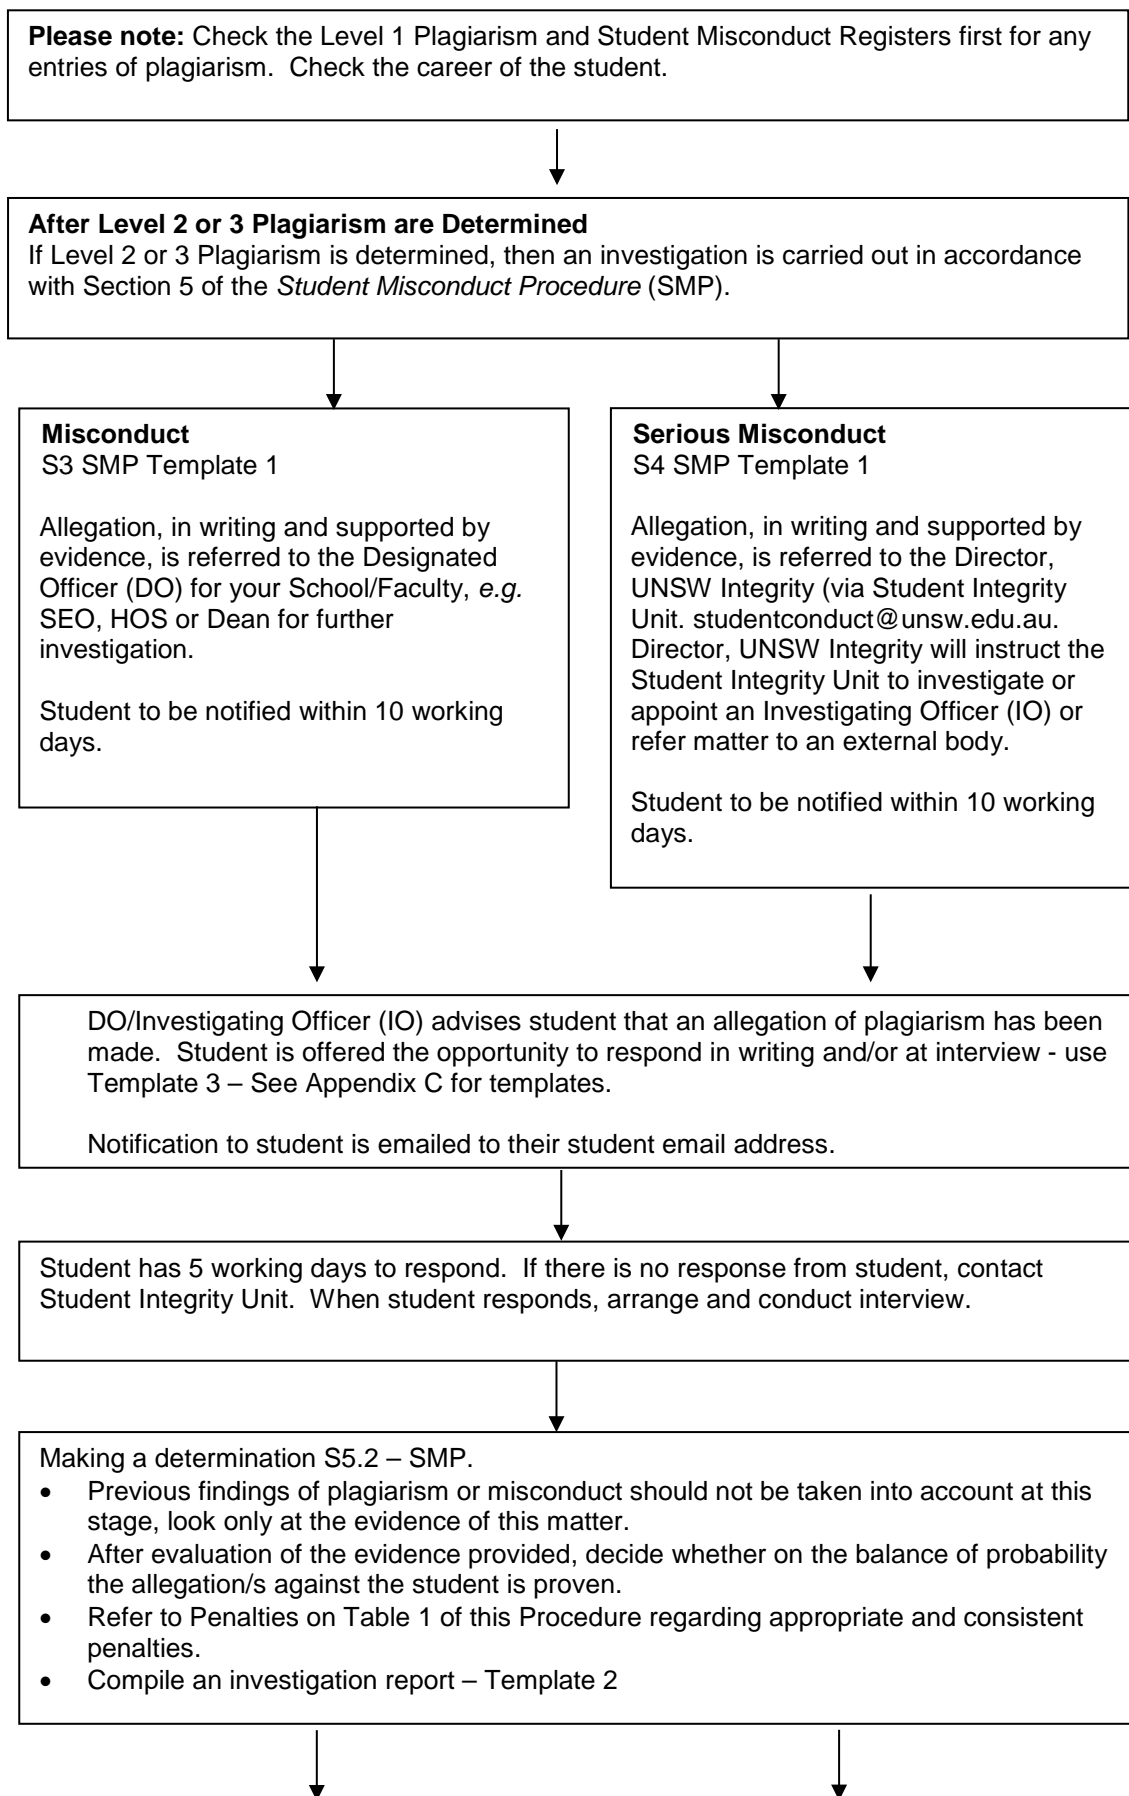 Please note: Check the Level 1 Plagiarism and Student Misconduct Registers first for any
entries of plagiarism.  Check the career of the student.
After Level 2 or 3 Plagiarism are Determined
If Level 2 or 3 Plagiarism is determined, then an investigation is carried out in accordance
with Section 5 of the Student Misconduct Procedure (SMP).
Misconduct
S3 SMP Template 1
Allegation, in writing and supported by
evidence, is referred to the Designated
Officer (DO) for your School/Faculty, e.g.
SEO, HOS or Dean for further
investigation.
Student to be notified within 10 working
days.
Serious Misconduct
S4 SMP Template 1
Allegation, in writing and supported by
evidence, is referred to the Director,
UNSW Integrity (via Student Integrity
Unit. studentconduct@unsw.edu.au.
Director, UNSW Integrity will instruct the
Student Integrity Unit to investigate or
appoint an Investigating Officer (IO) or
refer matter to an external body.
Student to be notified within 10 working
days.
DO/Investigating Officer (IO) advises student that an allegation of plagiarism has been
made.  Student is offered the opportunity to respond in writing and/or at interview - use
Template 3 – See Appendix C for templates.
Notification to student is emailed to their student email address.
Student has 5 working days to respond.  If there is no response from student, contact
Student Integrity Unit.  When student responds, arrange and conduct interview.
Making a determination S5.2 – SMP.
• Previous findings of plagiarism or misconduct should not be taken into account at this
stage, look only at the evidence of this matter.
• After evaluation of the evidence provided, decide whether on the balance of probability
the allegation/s against the student is proven.
• Refer to Penalties on Table 1 of this Procedure regarding appropriate and consistent
penalties.
• Compile an investigation report – Template 2